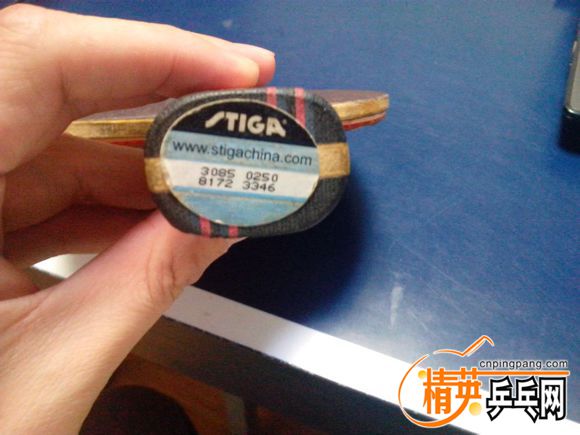 STIGA
www.stigachina.com
3085 0250
8172 3346
cnpingpang.com
精英乒乓网